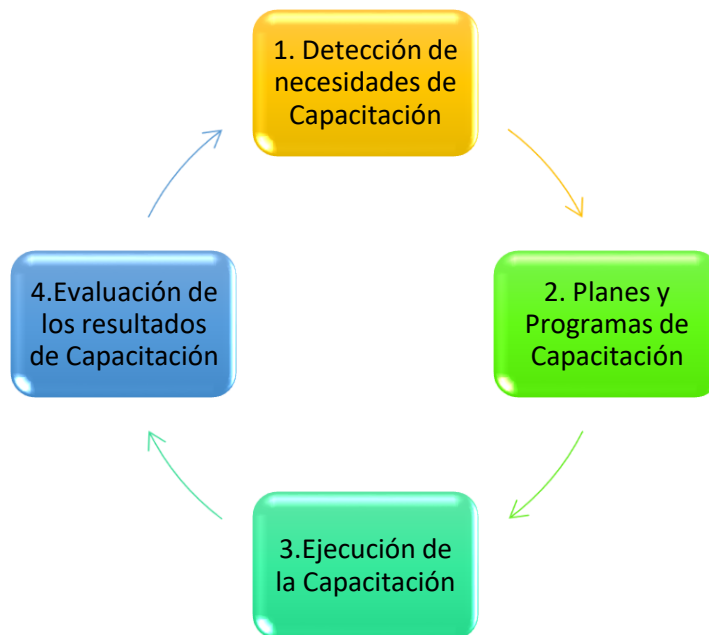 1. Detección de
necesidades de
Capacitación
2. Planes y
Programas de
Capacitación
3.Ejecución de
la Capacitación
4.Evaluación de
los resultados
de Capacitación